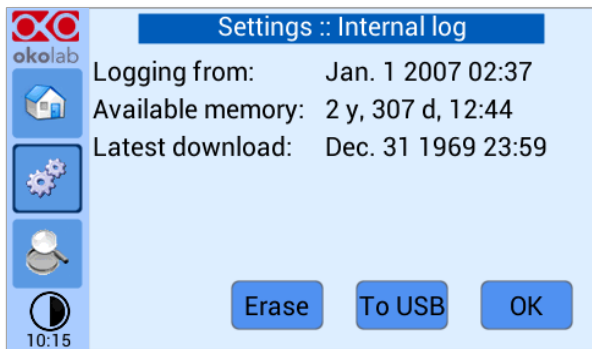 Settings :: Internal log
okolab
Logging from: Jan. 1 2007 02:37
Available memory: 2 y, 307 d, 12:44
Latest download: Dec. 31 1969 23:59
Erase To USB OK
10:15